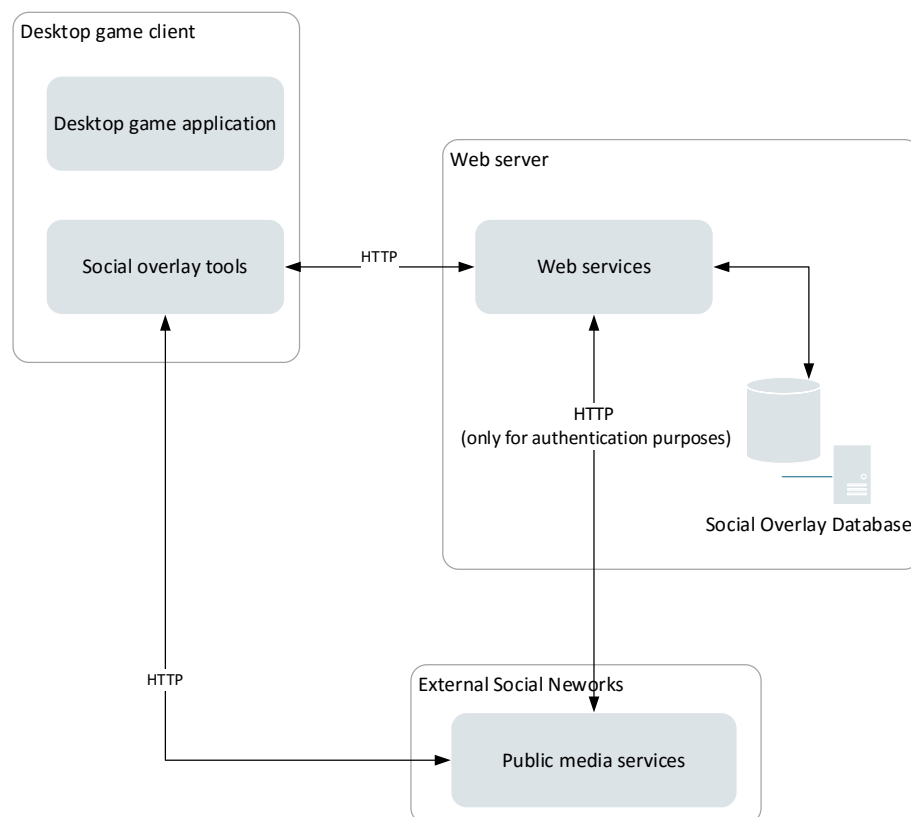 Desktop game client
Desktop game application
Web server
Social overlay tools
HTTP
Web services
HTTP
(only for authentication purposes)
Social Overlay Database
HTTP
External Social Neworks
Public media services